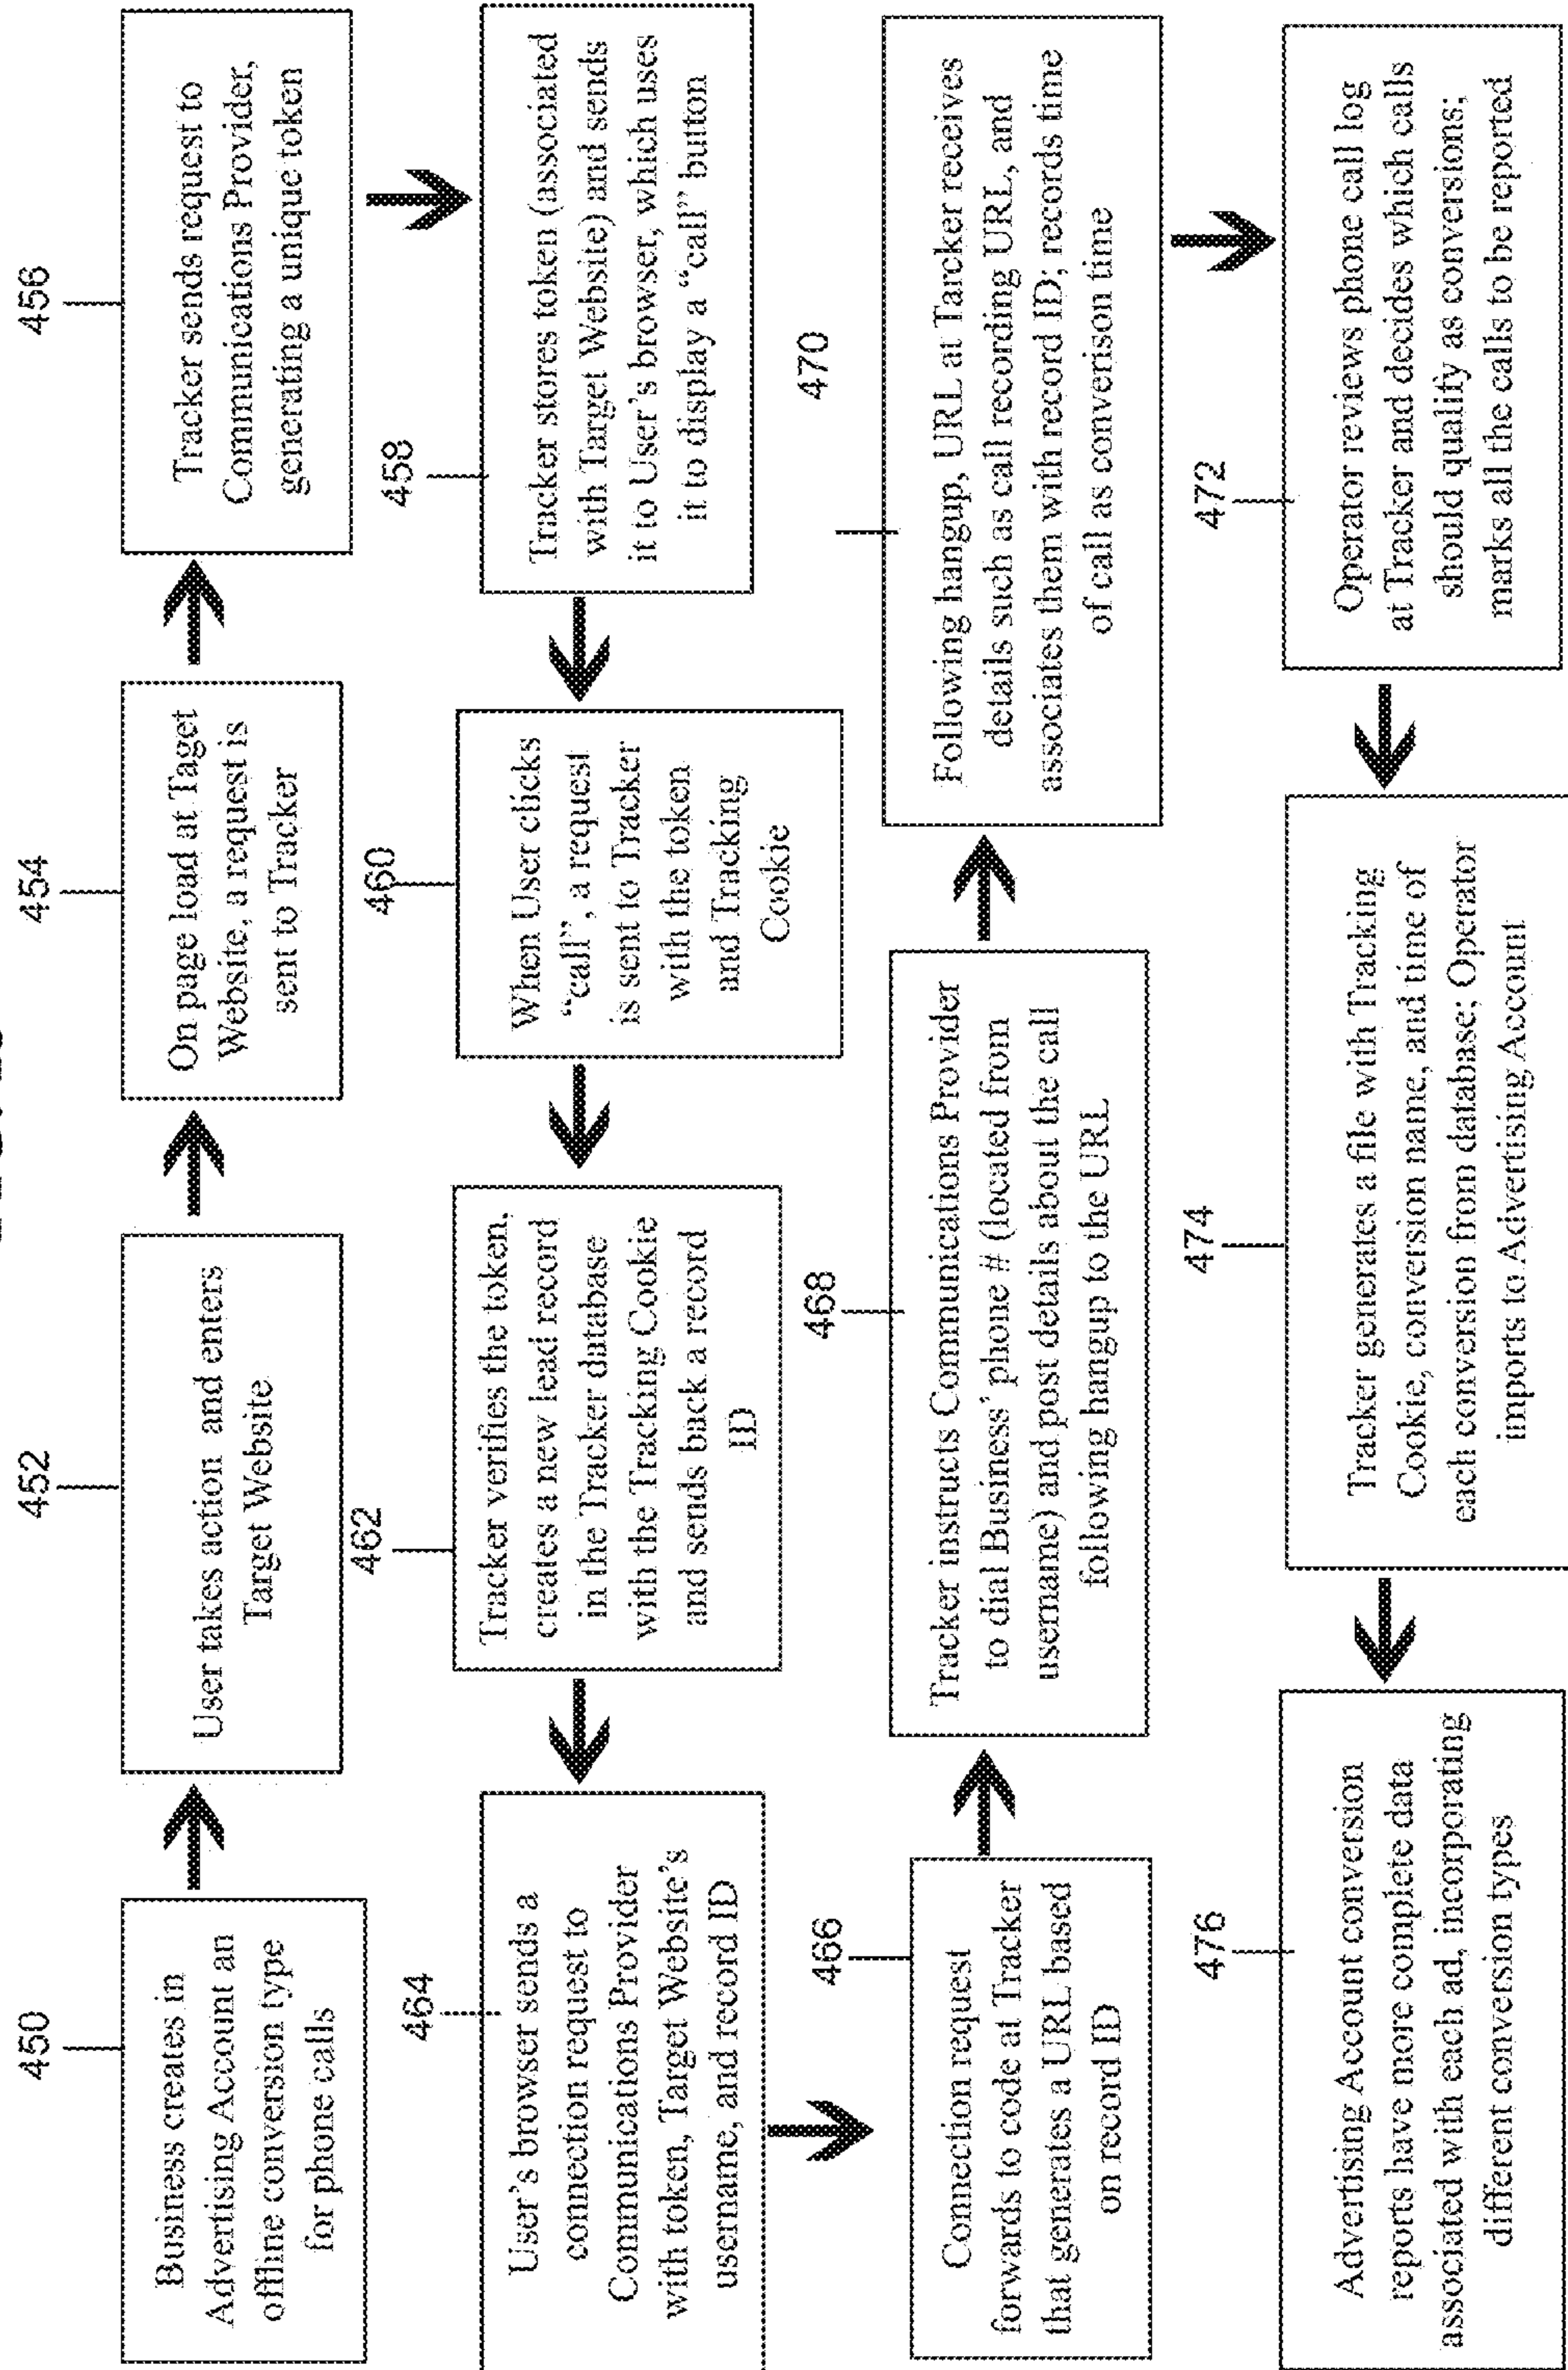 450
Business creates in
Advertising Account an
offline conversion type
for phone calls
452
User takes action and enters
Target Website
454
On page load at Taget
Website, a request is
sent to Tracker
456
Tracker sends request to
Communications Provider,
generating a unique token
458
Tracker stores token (associated
with Target Website) and sends
it to User's browser, which uses
it to display a "call" button
460
When User clicks
"call", a request
is sent to Tracker
with the token
and Tracking
Cookie
462
Tracker verifies the token,
creates a new lead record
in the Tracker database
with the Tracking Cookie
and sends back a record
ID
464
User's browser sends a
connection request to
Communications Provider
with token, Target Website's
username, and record ID
466
Connection request
forwards to code at Tracker
that generates a URL based
on record ID
468
Tracker instructs Communications Provider
to dial Business' phone # (located from
username) and post details about the call
following hangup to the URL
470
Following hangup, URL at Tarcker receives
details such as call recording URL, and
associates them with record ID; records time
of call as converison time
472
Operator reviews phone call log
at Tracker and decides which calls
should qualify as conversions;
marks all the calls to be reported
474
Tracker generates a file with Tracking
Cookie, conversion name, and time of
each conversion from database; Operator
imports to Advertising Account
476
Advertising Account conversion
reports have more complete data
associated with each ad, incorporating
different conversion types